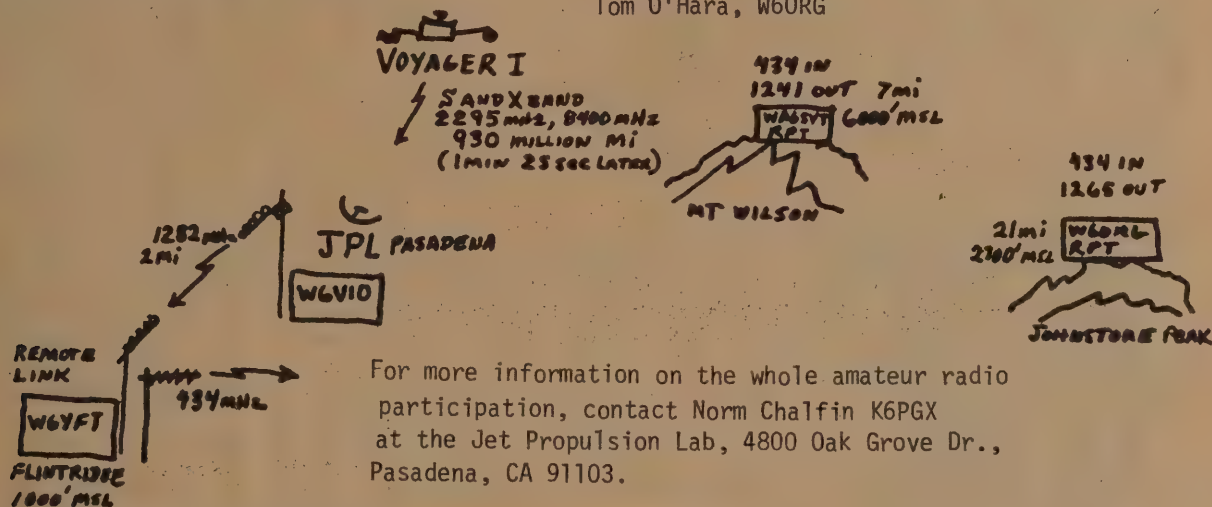 Tom O'Hara, W6ORG
VOYAGER I
S AND X BAND
2295 mHz, 8400 mHz
930 MILLION Mi
(1 MIN 25 SEC LATER)
434 IN
1241 OUT 7mi
WA6SVT
RPT
6000' MSL
MT WILSON
434 IN
1265 OUT
21mi
2300' MSL
W6ORG
RPT
JOHNSTONE PEAK
1282 mHz
2mi
JPL PASADENA
W6VIO
REMOTE
LINK
434 mHz
W6YFT
FLINTRIDGE
1000' MSL
For more information on the whole amateur radio
participation, contact Norm Chalfin K6PGX
at the Jet Propulsion Lab, 4800 Oak Grove Dr.,
Pasadena, CA 91103.